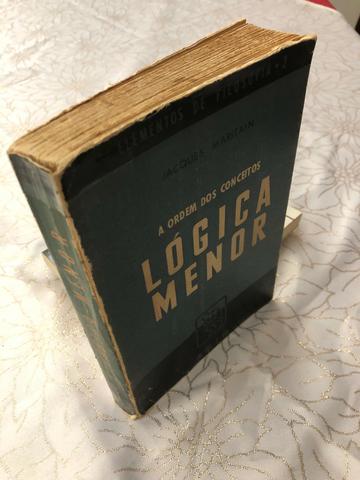 ELEMENTOS DE FILOSOFIA - 2
JACQUES MARITAIN
A ORDEM DOS CONCEITOS
LÓGICA
MENOR